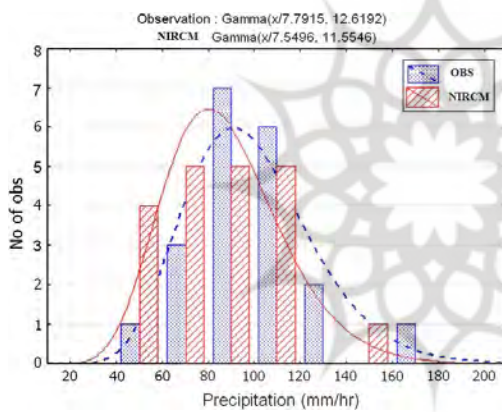 Observation : Gamma(x/7.7915, 12.6192)
NIRCM Gamma(x/7.5496, 11.5546)
8
7
6
5
4
3
2
1
0
No of obs
OBS
NIRCM
20 40 60 80 100 120 140 160 180 200
Precipitation (mm/hr)